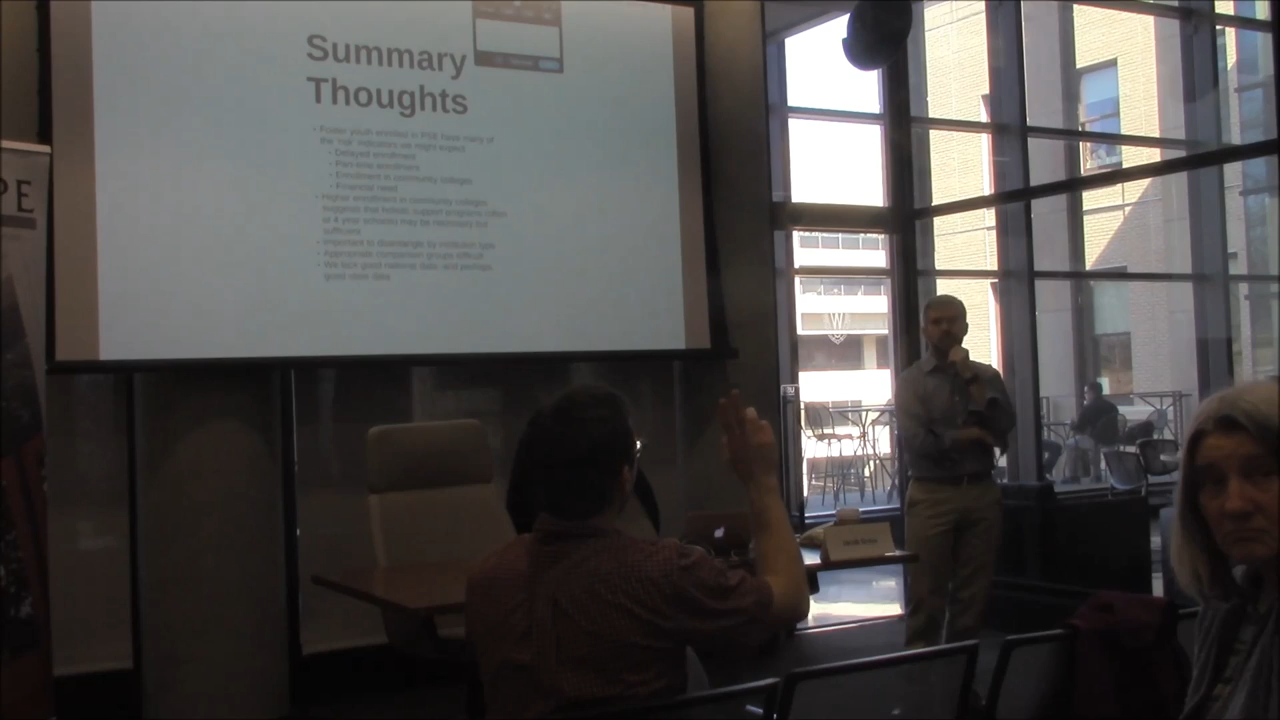 Summary
Thoughts
• Foster youth enrolled in PSE have many of
the 'risk' indicators we might expect
• Delayed enrollment
• Part-time enrollment
• Enrollment in community colleges
• Financial need
• Higher enrollment in community colleges
suggests that holistic support programs
at 4 year schools may be necessary but
sufficient
• Important to disentangle by institution type
• Appropriate comparison groups difficult
• We lack good national data and perhaps
good state data
PE
W